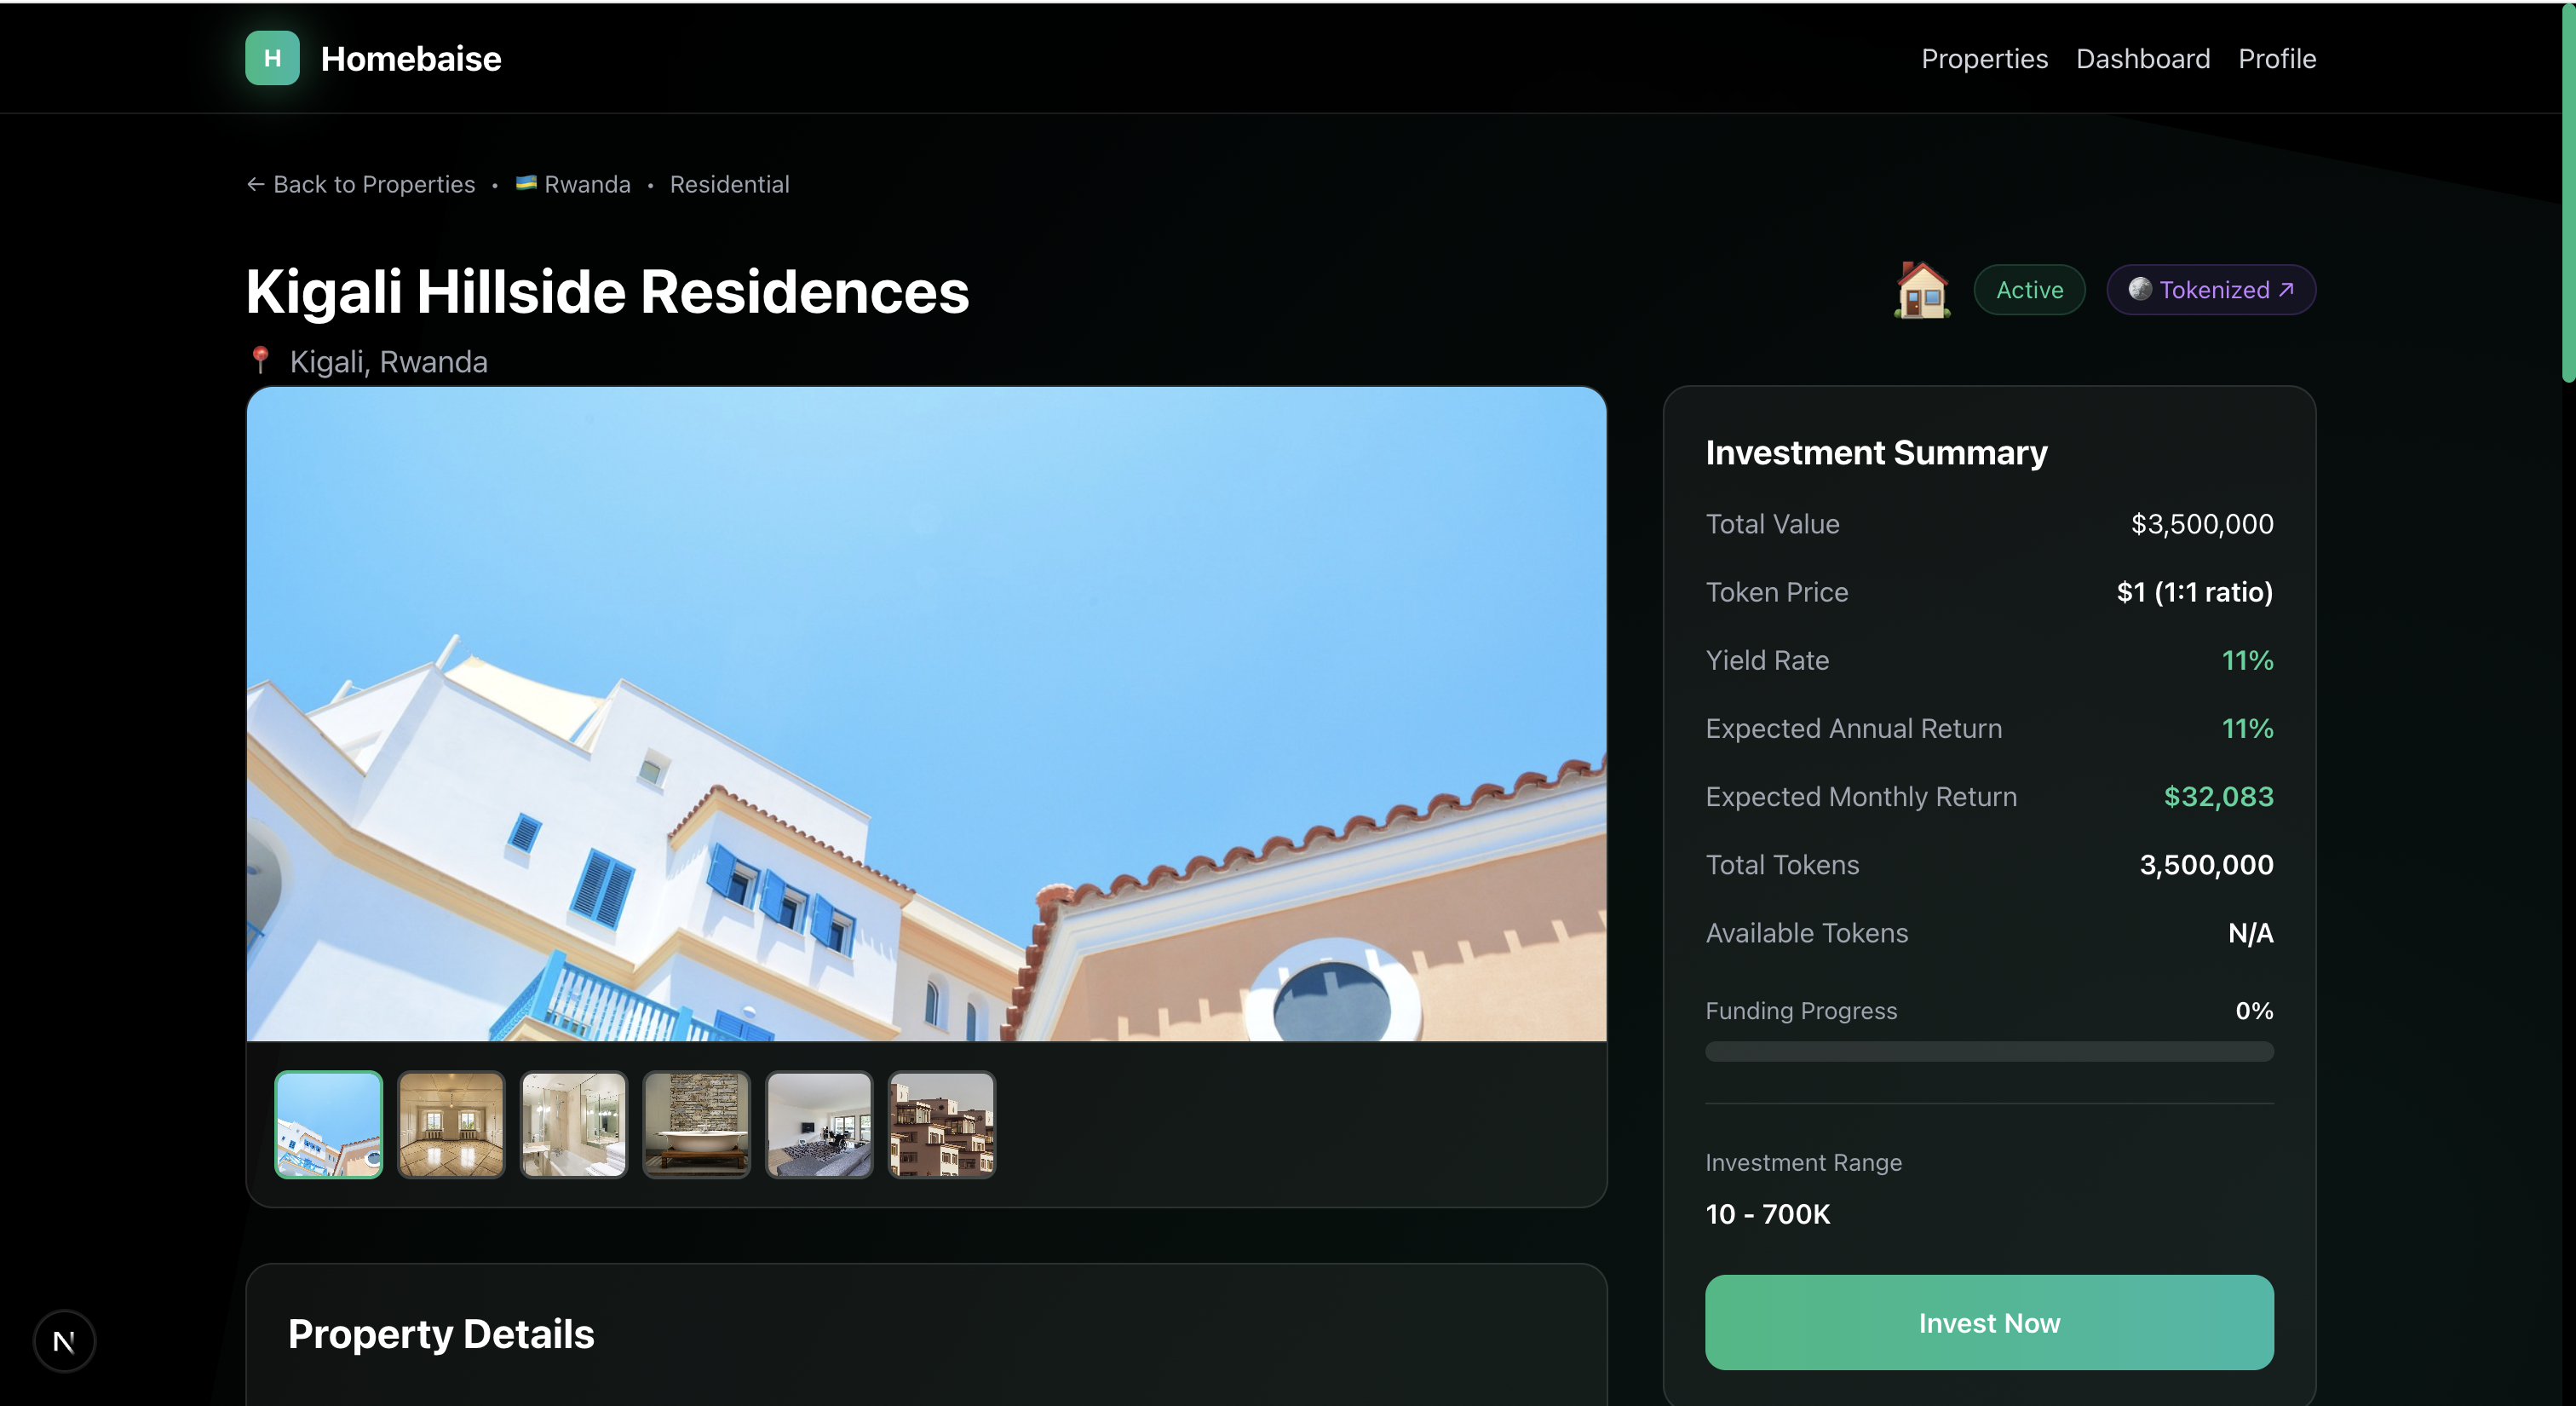 H Homebaise
Properties Dashboard Profile
← Back to Properties • 🇷🇼 Rwanda • Residential
Kigali Hillside Residences
Active
Tokenized ↗
📍 Kigali, Rwanda
Investment Summary
Total Value $3,500,000
Token Price $1 (1:1 ratio)
Yield Rate 11%
Expected Annual Return 11%
Expected Monthly Return $32,083
Total Tokens 3,500,000
Available Tokens N/A
Funding Progress 0%
Investment Range
10 - 700K
Invest Now
Property Details
N